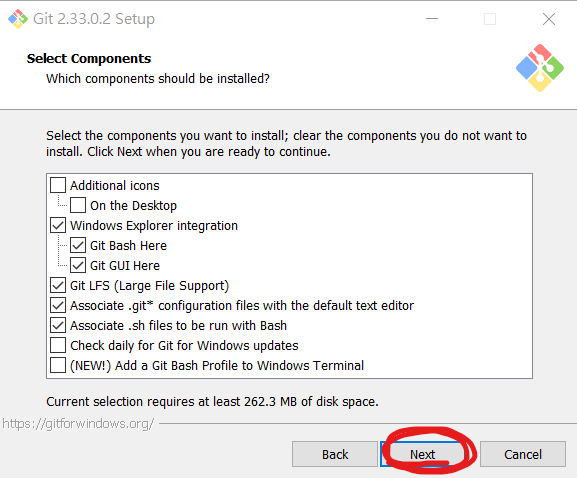 Git 2.33.0.2 Setup
Select Components
Which components should be installed?
Select the components you want to install; clear the components you do not want to
install. Click Next when you are ready to continue.
Additional icons
On the Desktop
Windows Explorer integration
Git Bash Here
Git GUI Here
Git LFS (Large File Support)
Associate .git* configuration files with the default text editor
Associate .sh files to be run with Bash
Check daily for Git for Windows updates
(NEW!) Add a Git Bash Profile to Windows Terminal
Current selection requires at least 262.3 MB of disk space.
https://gitforwindows.org/
Back Next Cancel